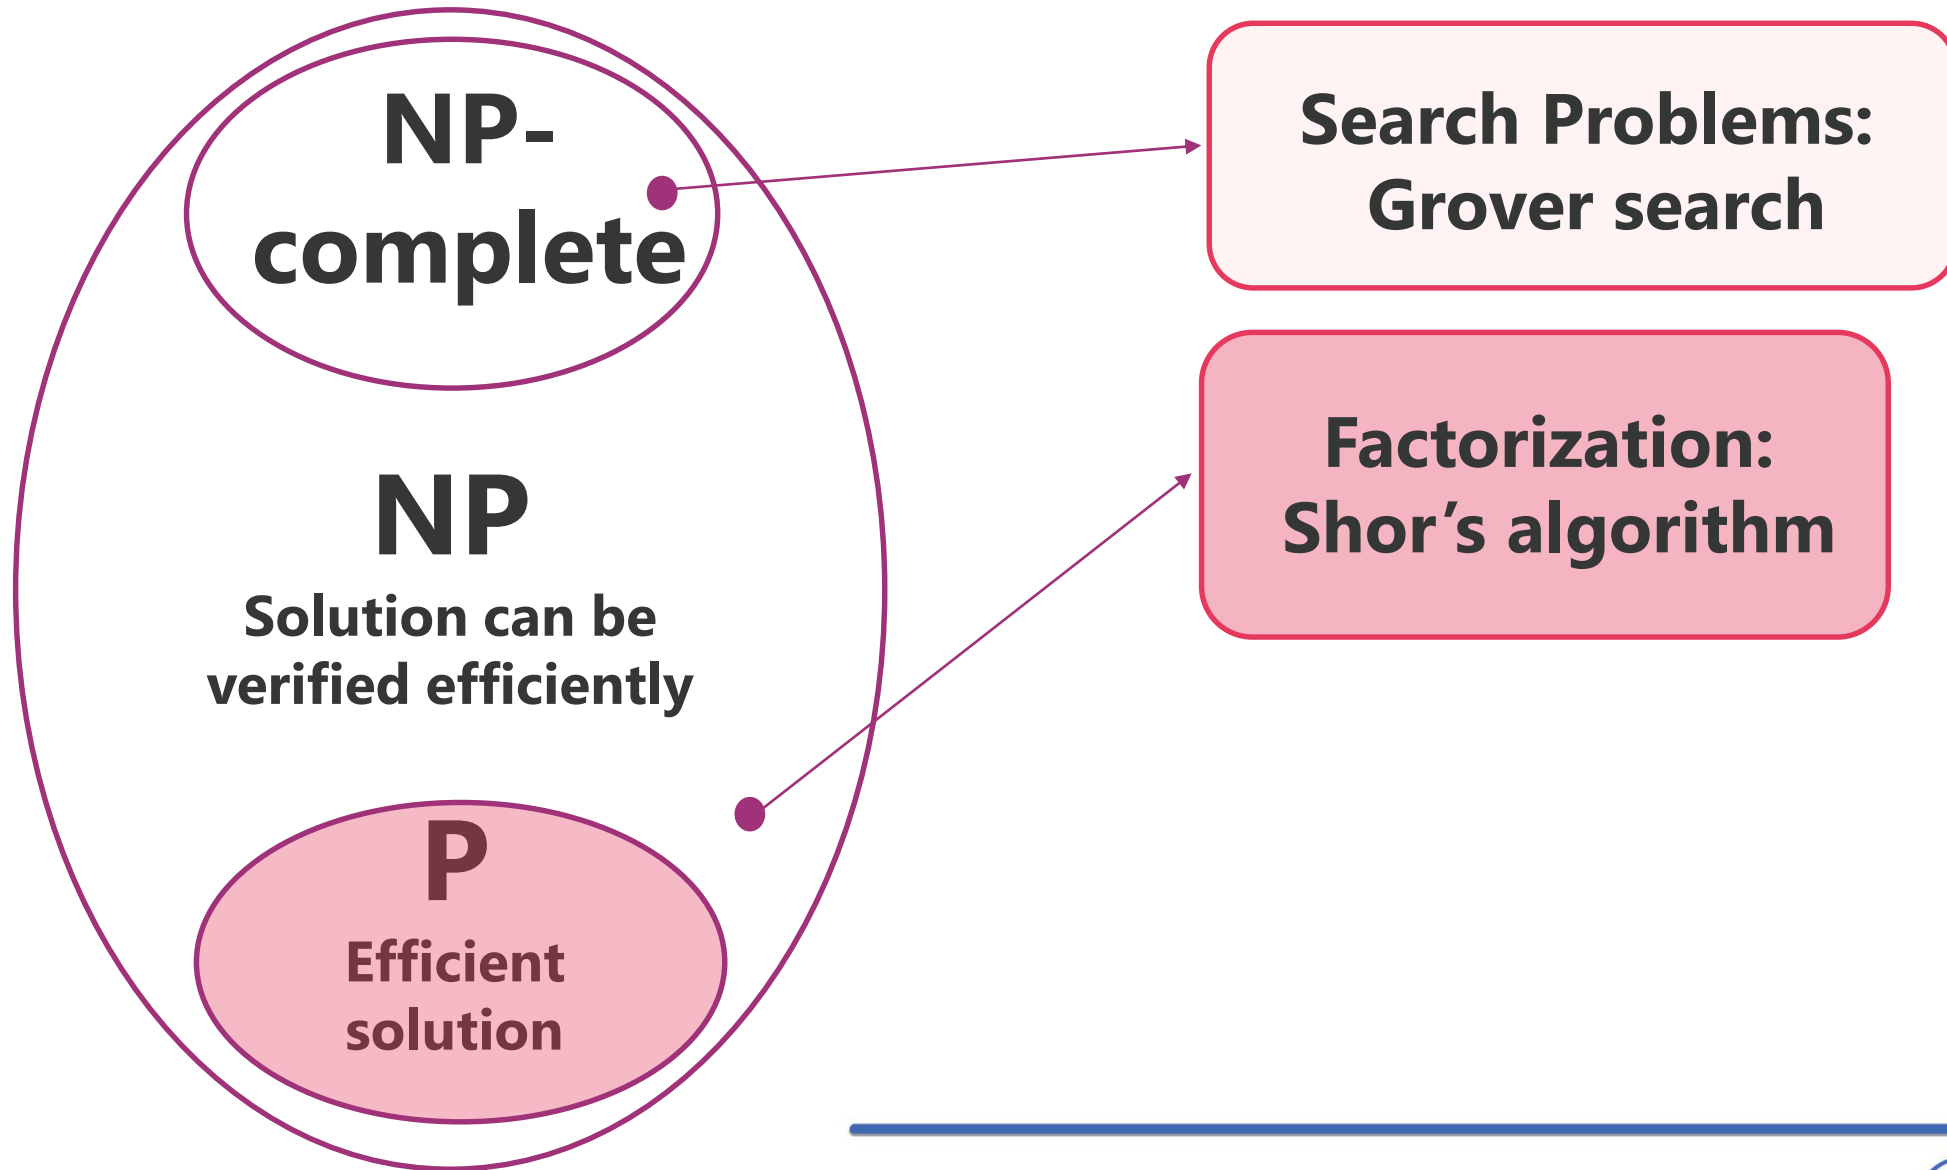 NP-
complete
NP
Solution can be
verified efficiently
P
Efficient
solution
Search Problems:
Grover search
Factorization:
Shor’s algorithm